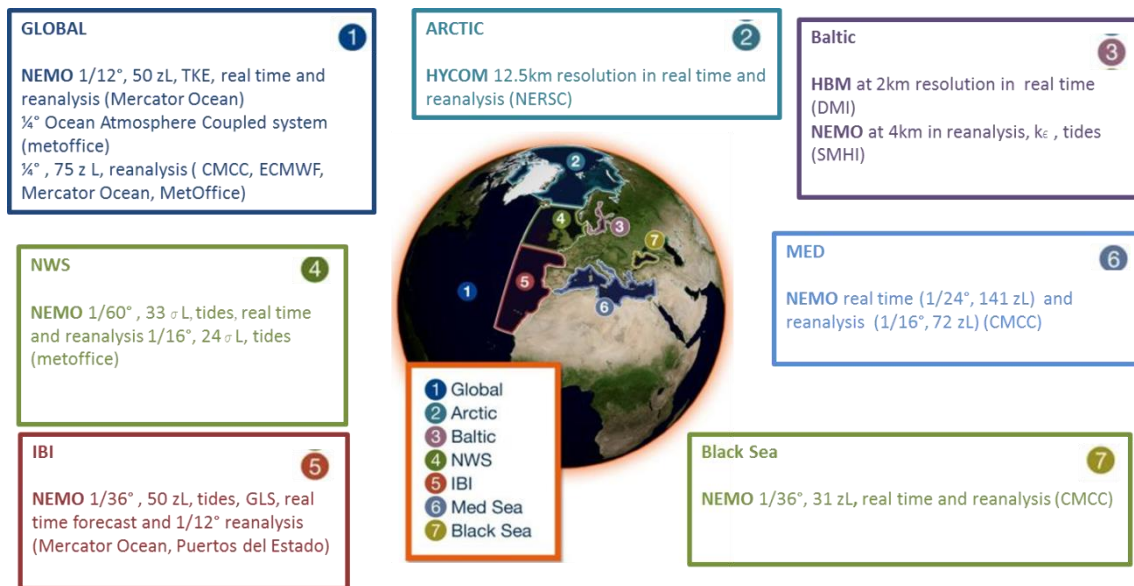 GLOBAL
1
NEMO 1/12°, 50 zL, TKE, real time and
reanalysis (Mercator Ocean)
¼° Ocean Atmosphere Coupled system
(metoffice)
¼° , 75 z L, reanalysis ( CMCC, ECMWF,
Mercator Ocean, MetOffice)
ARCTIC
2
HYCOM 12.5km resolution in real time and
reanalysis (NERSC)
Baltic
3
HBM at 2km resolution in real time
(DMI)
NEMO at 4km in reanalysis, kε , tides
(SMHI)
NWS
4
NEMO 1/60° , 33 σ L, tides, real time
and reanalysis 1/16°, 24 σ L, tides
(metoffice)
2
4
3
7
1
5
6
MED
6
NEMO real time (1/24°, 141 zL) and
reanalysis (1/16°, 72 zL) (CMCC)
IBI
5
NEMO 1/36° , 50 zL, tides, GLS, real
time forecast and 1/12° reanalysis
(Mercator Ocean, Puertos del Estado)
1 Global
2 Arctic
3 Baltic
4 NWS
5 IBI
6 Med Sea
7 Black Sea
Black Sea
7
NEMO 1/36°, 31 zL, real time and reanalysis (CMCC)